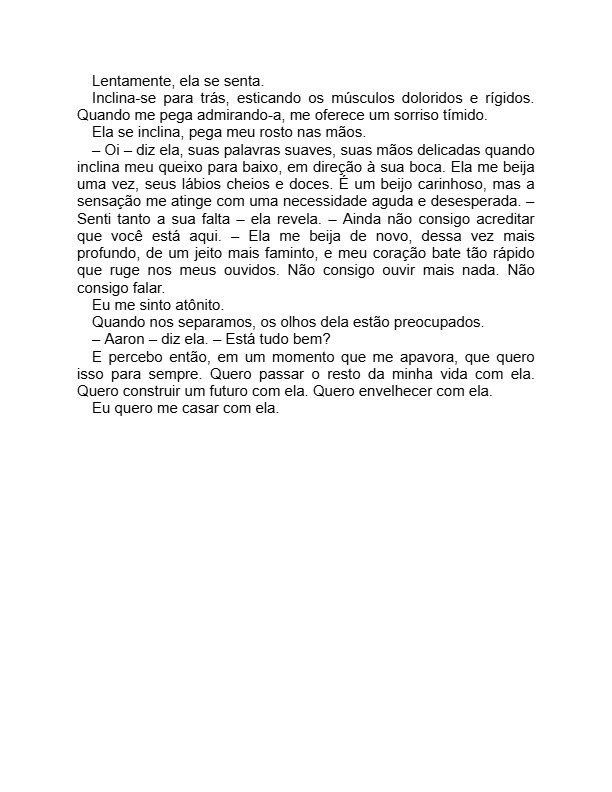 Lentamente, ela se senta.
Inclina-se para trás, esticando os músculos doloridos e rígidos.
Quando me pega admirando-a, me oferece um sorriso tímido.
Ela se inclina, pega meu rosto nas mãos.
– Oi – diz ela, suas palavras suaves, suas mãos delicadas quando
inclina meu queixo para baixo, em direção à sua boca. Ela me beija
uma vez, seus lábios cheios e doces. É um beijo carinhoso, mas a
sensação me atinge com uma necessidade aguda e desesperada. –
Senti tanto a sua falta – ela revela. – Ainda não consigo acreditar
que você está aqui. – Ela me beija de novo, dessa vez mais
profundo, de um jeito mais faminto, e meu coração bate tão rápido
que ruge nos meus ouvidos. Não consigo ouvir mais nada. Não
consigo falar.
Eu me sinto atônito.
Quando nos separamos, os olhos dela estão preocupados.
– Aaron – diz ela. – Está tudo bem?
E percebo então, em um momento que me apavora, que quero
isso para sempre. Quero passar o resto da minha vida com ela.
Quero construir um futuro com ela. Quero envelhecer com ela.
Eu quero me casar com ela.